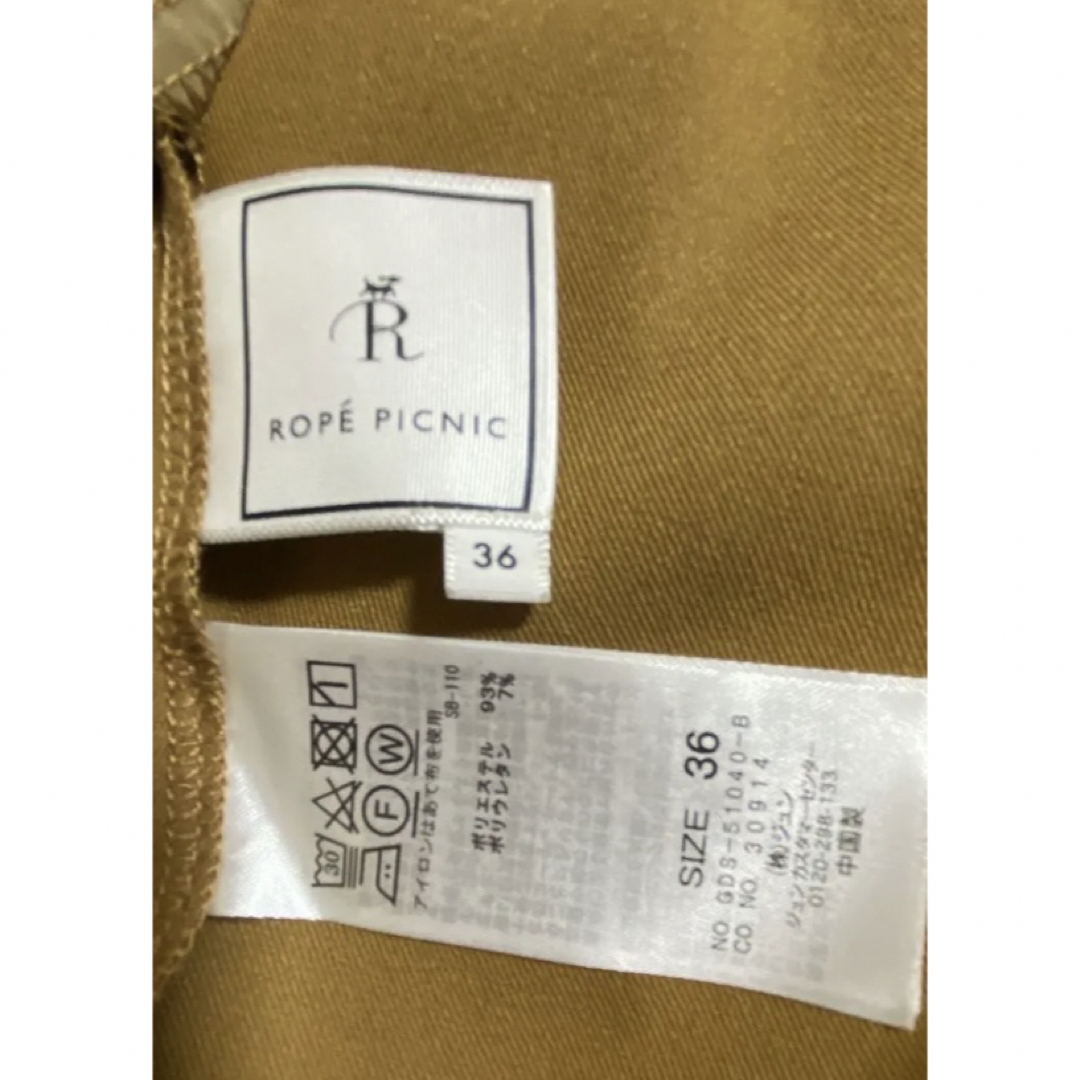 R
ROPÉ PICNIC
36
30
F
W
アイロンはあて布を使用
SB-110
ポリエステル 93%
ポリウレタン 7%
SIZE 36
NO. GDS-51040-B
CO. NO. 30914
(株)ジュン
ジュンカスタマーセンター
0120-298-133
中国製